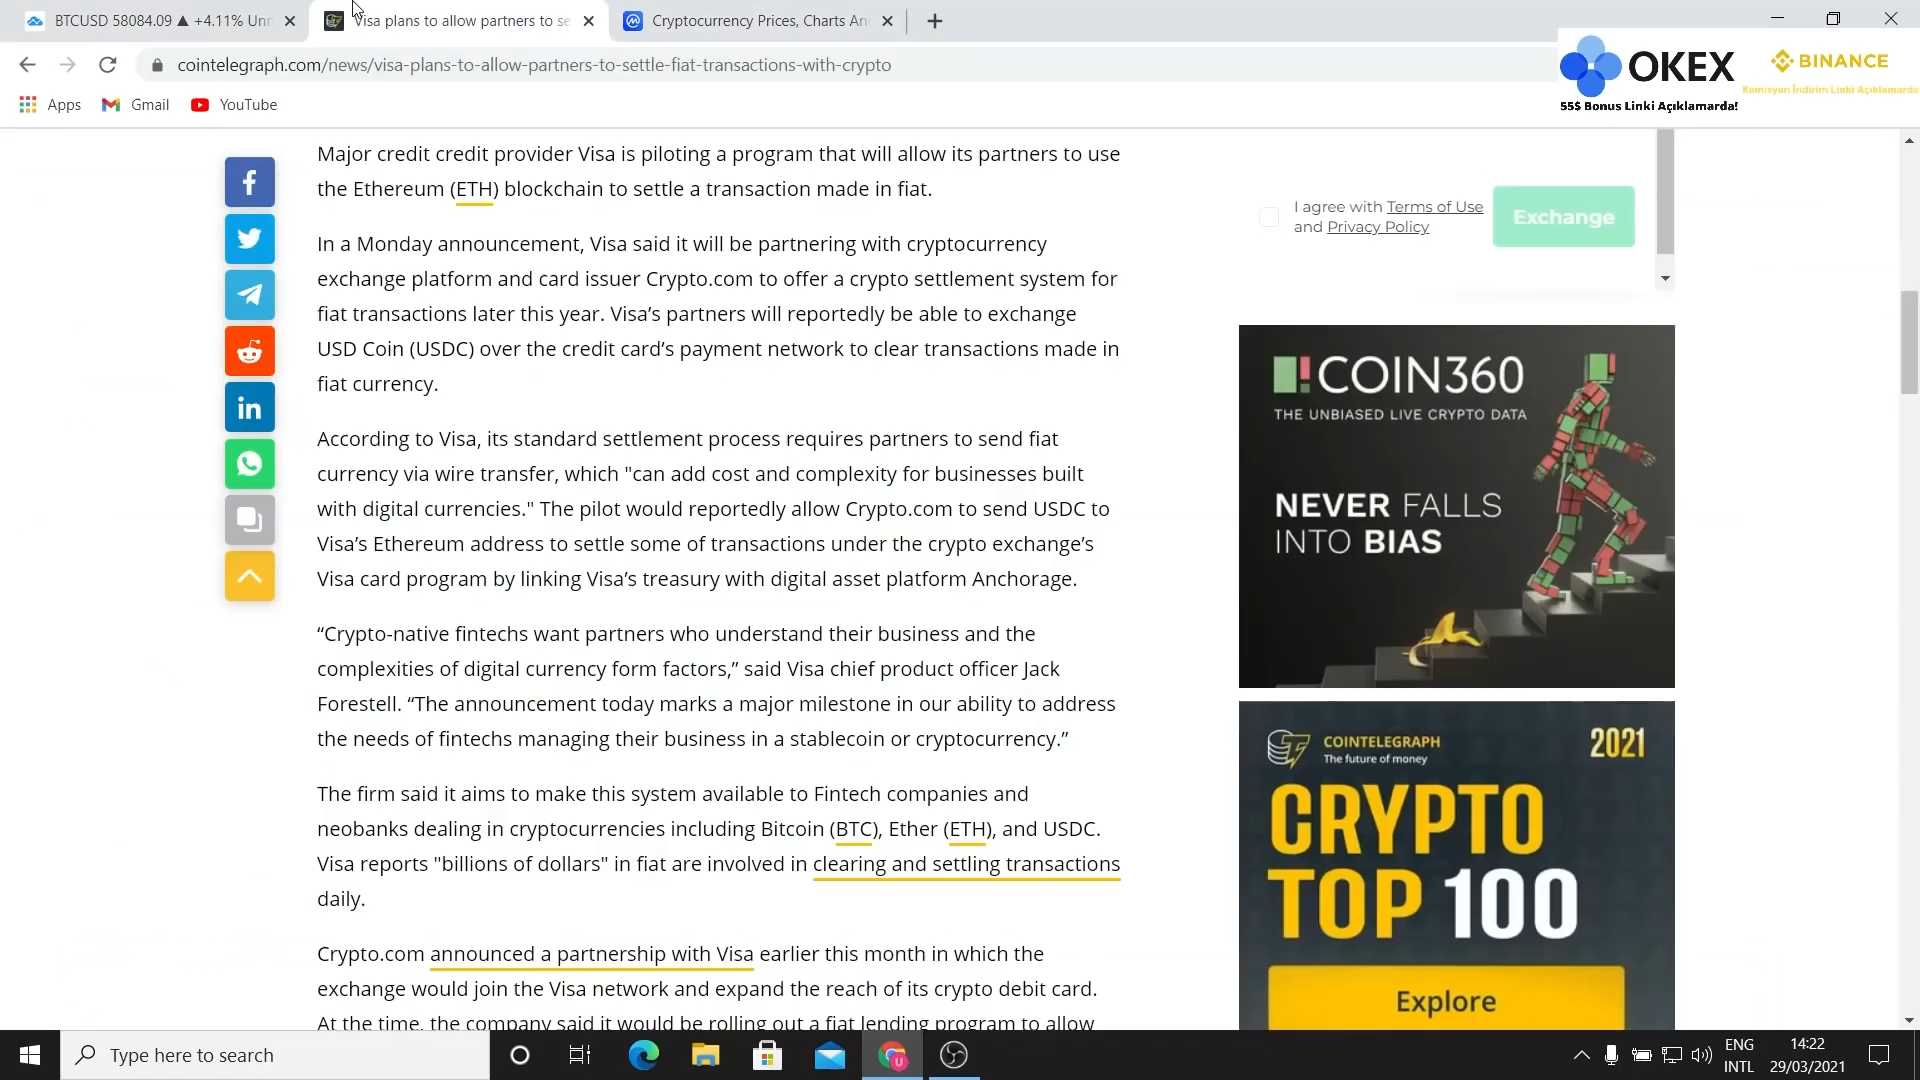 BTCUSD 58084.09 ▲ +4.11% Unn
Visa plans to allow partners to se
Cryptocurrency Prices, Charts An
cointelegraph.com/news/visa-plans-to-allow-partners-to-settle-fiat-transactions-with-crypto
OKEX
55$ Bonus Linki Açıklamarda!
BINANCE
Komisyon İndirim Linki Açıklamarda
Apps
Gmail
YouTube
Major credit credit provider Visa is piloting a program that will allow its partners to use
the Ethereum (ETH) blockchain to settle a transaction made in fiat.
In a Monday announcement, Visa said it will be partnering with cryptocurrency
exchange platform and card issuer Crypto.com to offer a crypto settlement system for
fiat transactions later this year. Visa’s partners will reportedly be able to exchange
USD Coin (USDC) over the credit card’s payment network to clear transactions made in
fiat currency.
According to Visa, its standard settlement process requires partners to send fiat
currency via wire transfer, which "can add cost and complexity for businesses built
with digital currencies." The pilot would reportedly allow Crypto.com to send USDC to
Visa’s Ethereum address to settle some of transactions under the crypto exchange’s
Visa card program by linking Visa’s treasury with digital asset platform Anchorage.
“Crypto-native fintechs want partners who understand their business and the
complexities of digital currency form factors,” said Visa chief product officer Jack
Forestell. “The announcement today marks a major milestone in our ability to address
the needs of fintechs managing their business in a stablecoin or cryptocurrency.”
The firm said it aims to make this system available to Fintech companies and
neobanks dealing in cryptocurrencies including Bitcoin (BTC), Ether (ETH), and USDC.
Visa reports "billions of dollars" in fiat are involved in clearing and settling transactions
daily.
Crypto.com announced a partnership with Visa earlier this month in which the
exchange would join the Visa network and expand the reach of its crypto debit card.
At the time, the company said it would be rolling out a fiat lending program to allow
I agree with Terms of Use
and Privacy Policy
Exchange
COIN360
THE UNBIASED LIVE CRYPTO DATA
NEVER FALLS
INTO BIAS
COINTELEGRAPH
The future of money
2021
CRYPTO
TOP 100
Explore
Type here to search
ENG
INTL
14:22
29/03/2021